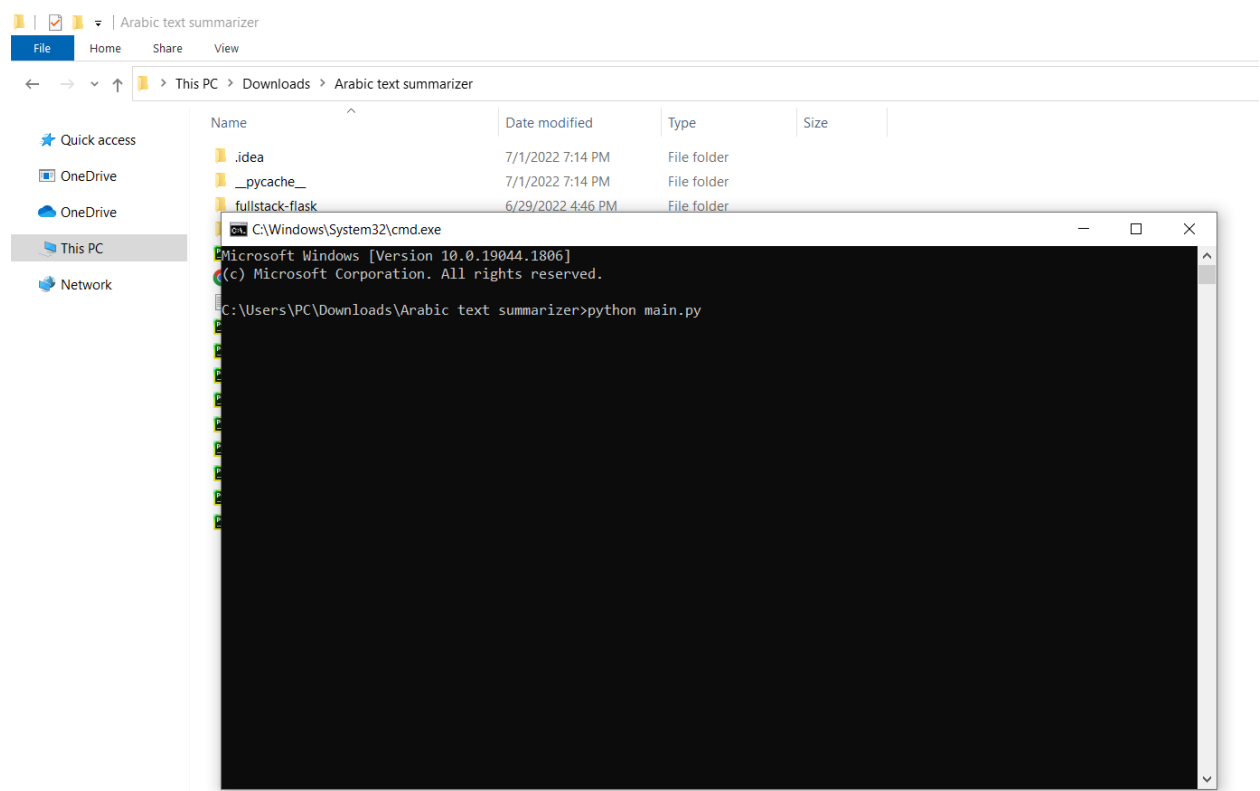 Arabic text summarizer
File Home Share View
This PC > Downloads > Arabic text summarizer
Name Date modified Type Size
Quick access
.idea 7/1/2022 7:14 PM File folder
OneDrive
__pycache__ 7/1/2022 7:14 PM File folder
OneDrive
fullstack-flask 6/29/2022 4:46 PM File folder
This PC
Network
C:\Windows\System32\cmd.exe
Microsoft Windows [Version 10.0.19044.1806]
(c) Microsoft Corporation. All rights reserved.
C:\Users\PC\Downloads\Arabic text summarizer>python main.py